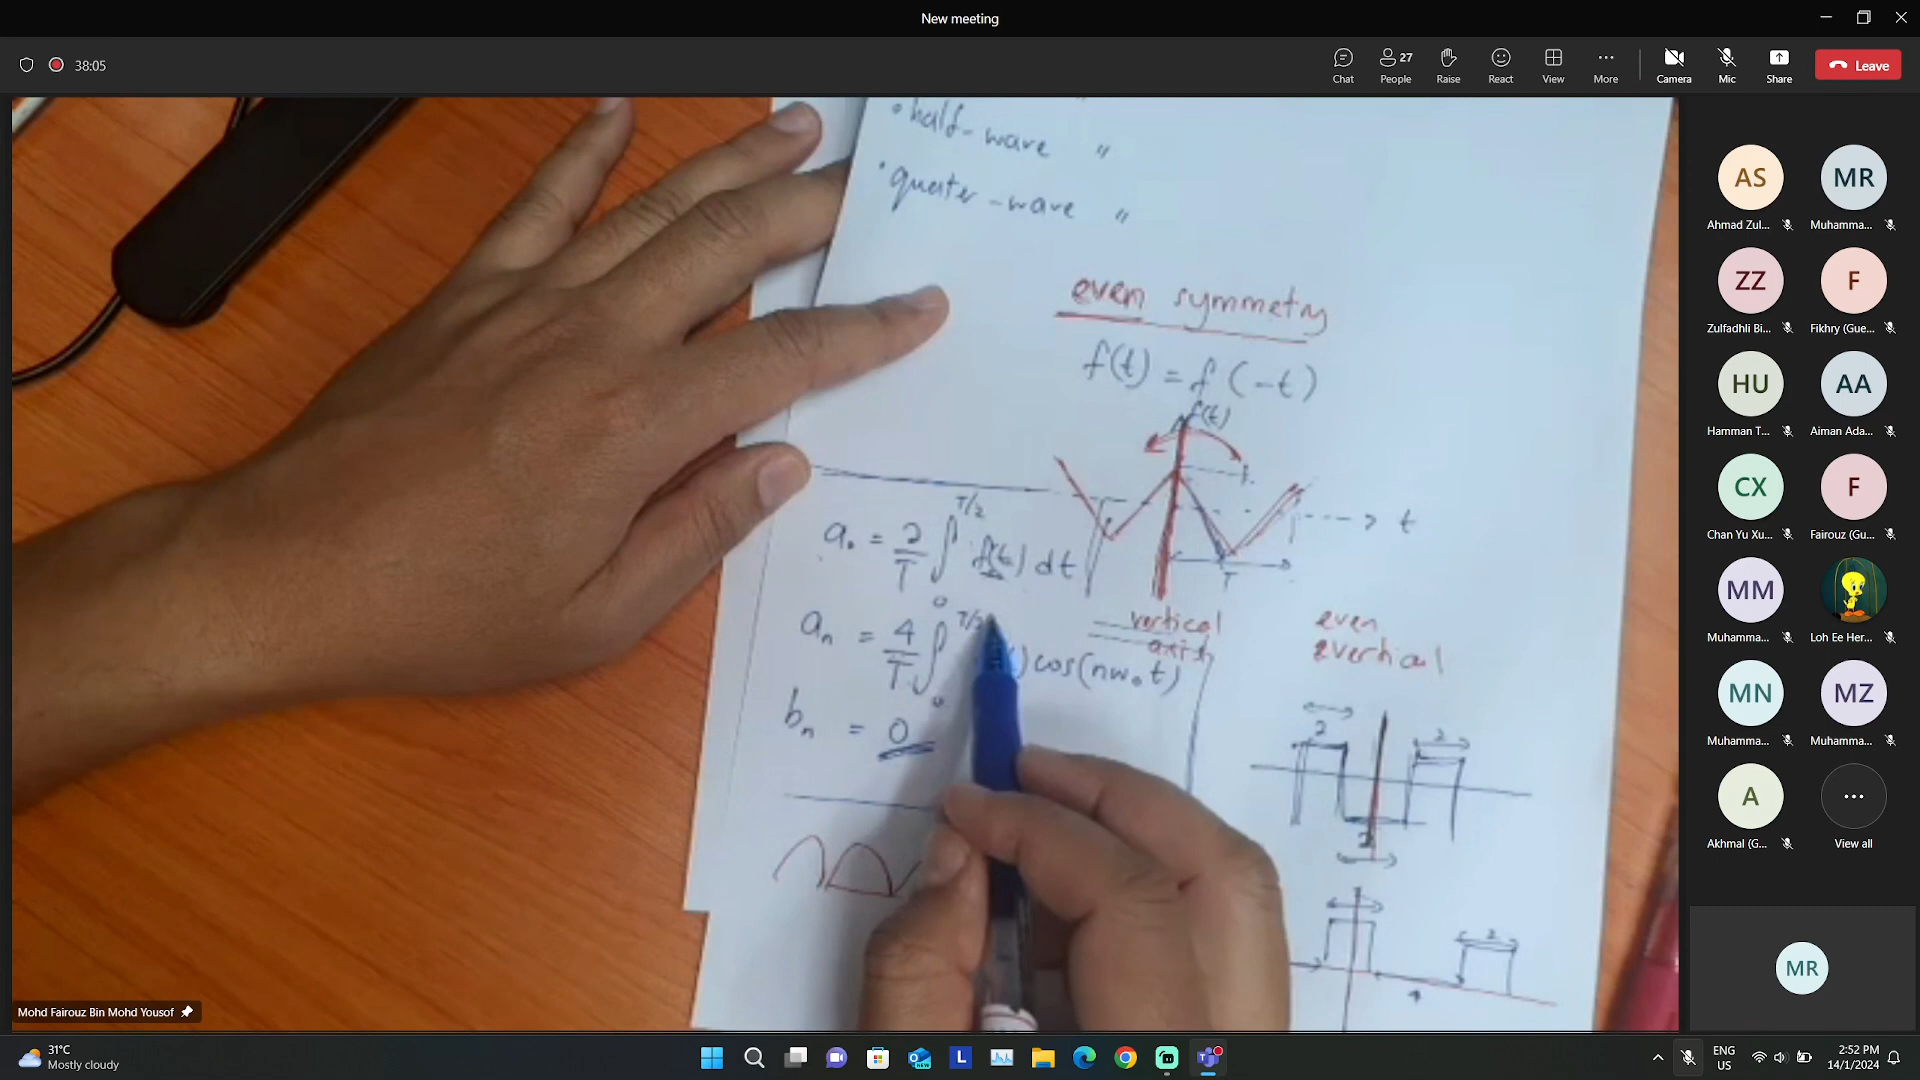 New meeting
38:05
Chat
People 27
Raise
React
View
More
Camera
Mic
Share
Leave
• half-wave "
• quater-wave "
even symmetry
f(t) = f(-t)
f(t)
t
T
vertical
axis
even
vertical
a₀ = 2/T ∫₀^T/2 f(t) dt
aₙ = 4/T ∫₀ cos(nω₀t)
bₙ = 0
2
2
2
AS
Ahmad Zul...
MR
Muhamma...
ZZ
Zulfadhli Bi...
F
Fikhry (Gue...
HU
Hamman T...
AA
Aiman Ada...
CX
Chan Yu Xu...
F
Fairouz (Gu...
MM
Muhamma...
Loh Ee Her...
MN
Muhamma...
MZ
Muhamma...
A
Akhmal (G...
View all
MR
Mohd Fairouz Bin Mohd Yousof
31°C
Mostly cloudy
L
NEW
ENG
US
2:52 PM
14/1/2024